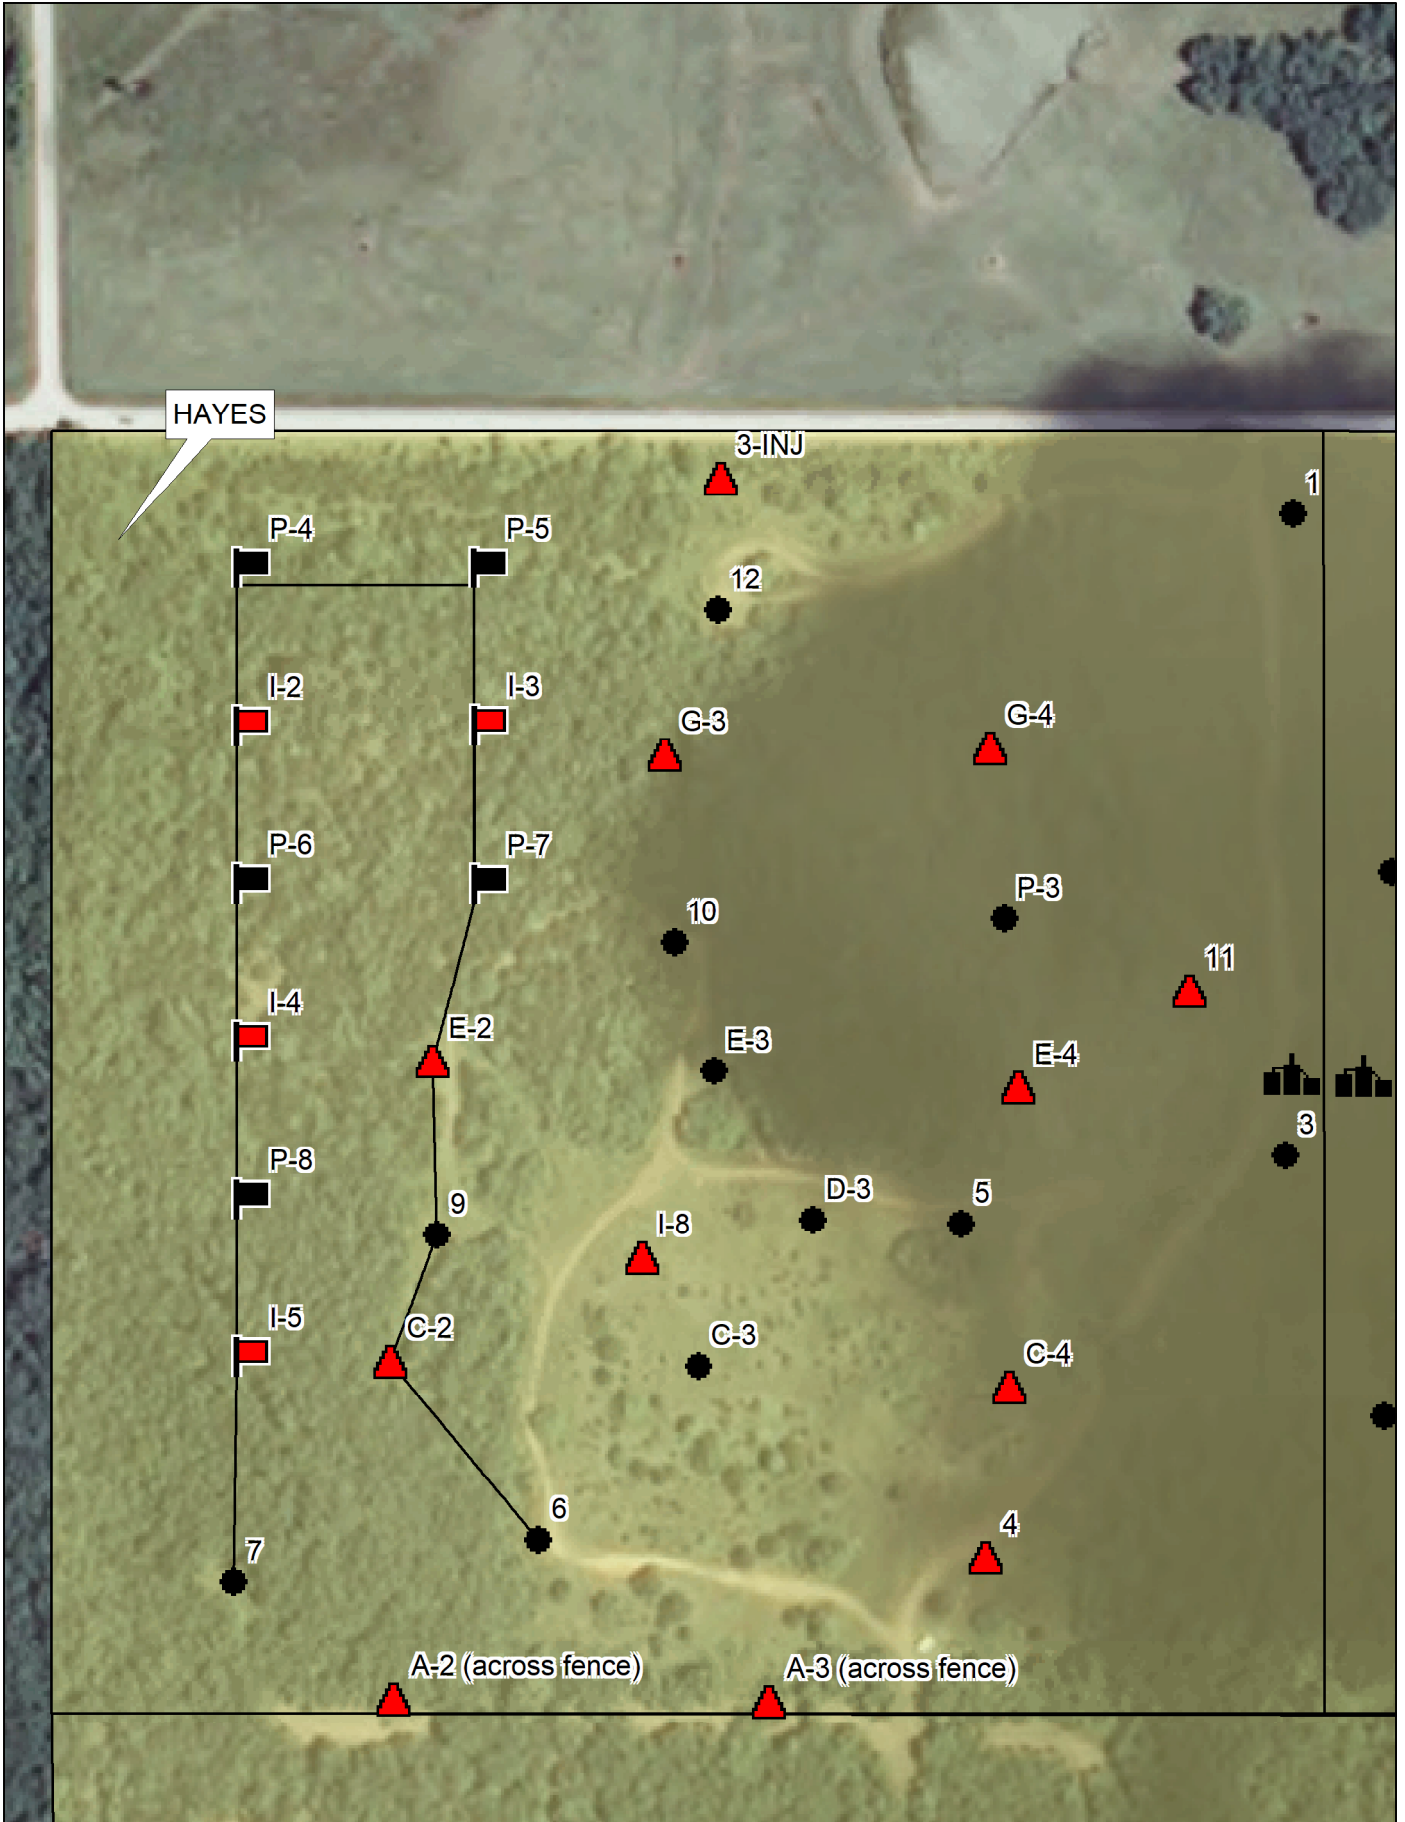 HAYES
3-INJ
1
P-4
P-5
12
I-2
I-3
G-3
G-4
P-6
P-7
10
P-3
11
I-4
E-2
E-3
E-4
3
P-8
9
I-8
D-3
5
I-5
C-2
C-3
C-4
6
4
7
A-2 (across fence)
A-3 (across fence)